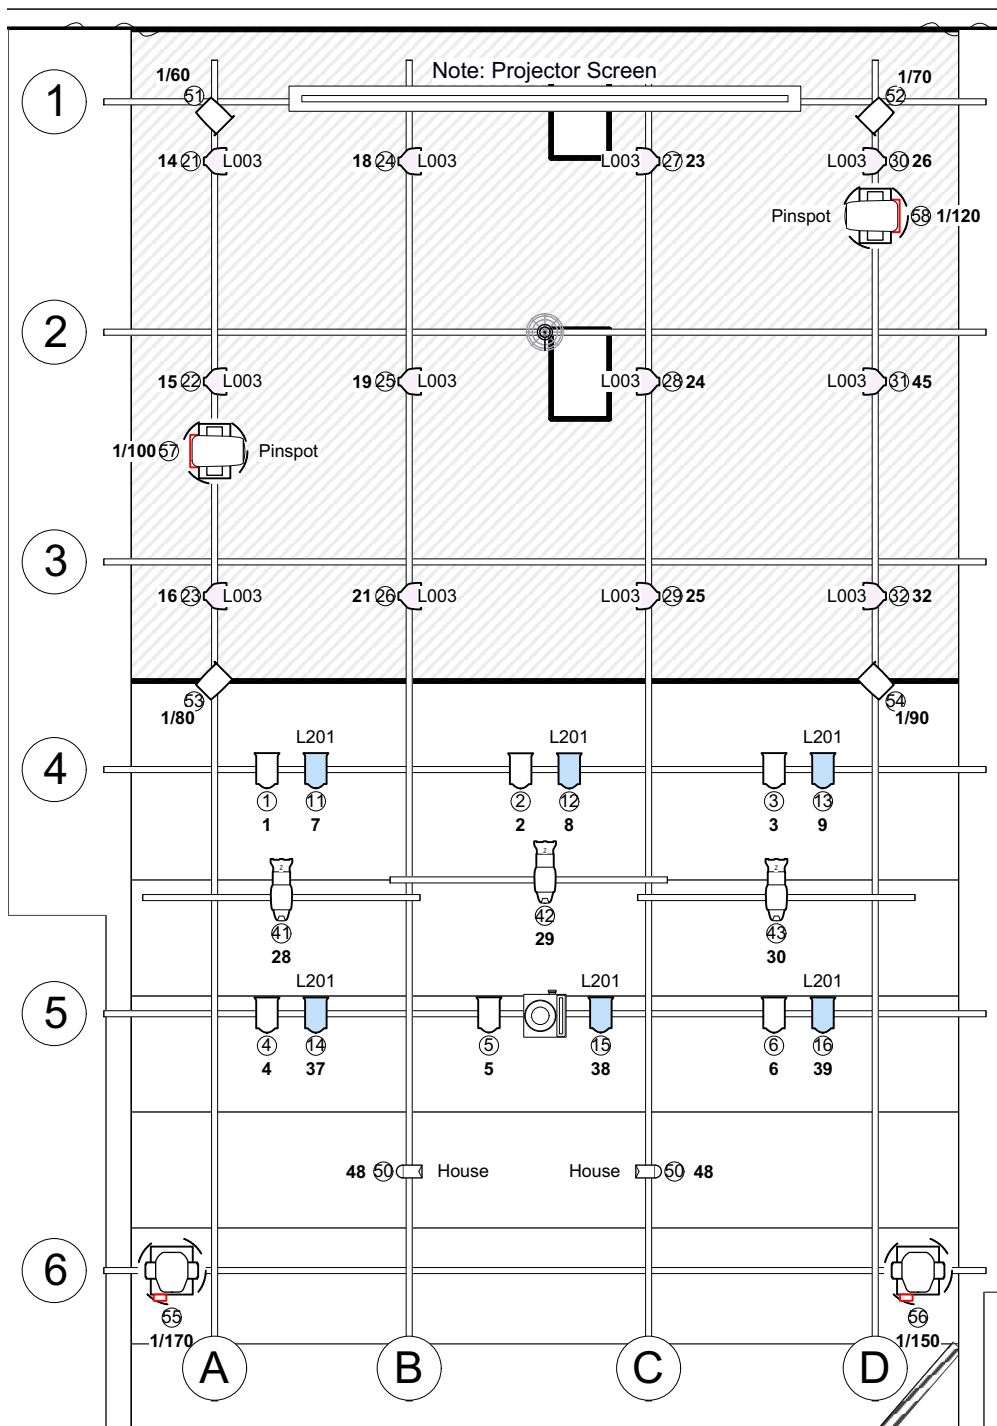 Note: Projector Screen
1/60
1/70
1
51
52
14 21 L003
18 24 L003
L003 27 23
L003 30 26
Pinspot 58 1/120
2
15 22 L003
19 25 L003
L003 28 24
L003 31 45
1/100 57 Pinspot
3
16 23 L003
21 26 L003
L003 29 25
L003 32 32
53
54
1/80
1/90
L201
L201
L201
4
1 11 2 12 3 13
1 7 2 8 3 9
z
z
z
42
29
41
43
28
30
L201
L201
L201
5
4 14 5 15 6 16
4 37 5 38 6 39
48 50 House
House 50 48
6
55
56
1/170
1/150
A B C D